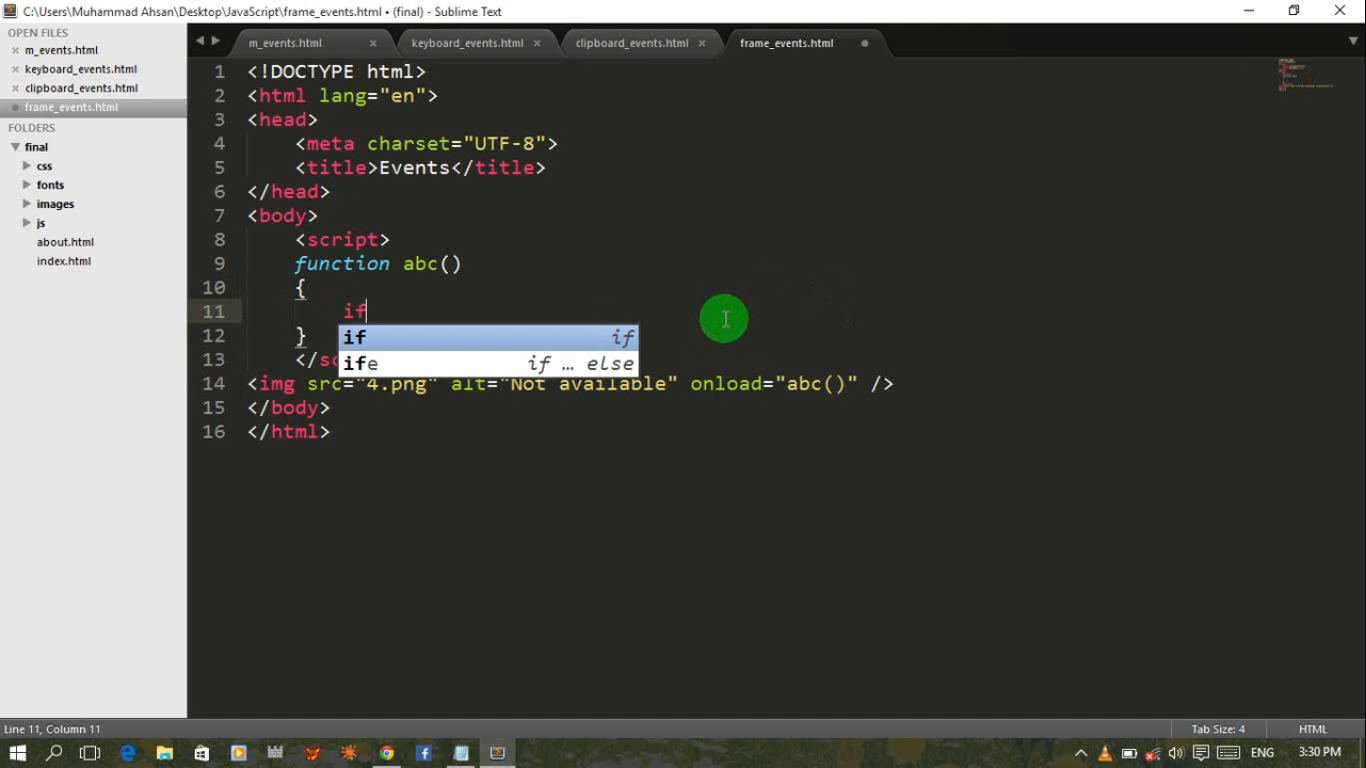 C:\Users\Muhammad Ahsan\Desktop\JavaScript\frame_events.html • (final) - Sublime Text
OPEN FILES
m_events.html
keyboard_events.html
clipboard_events.html
frame_events.html
FOLDERS
final
css
fonts
images
js
about.html
index.html
m_events.html
keyboard_events.html
clipboard_events.html
frame_events.html
1 <!DOCTYPE html>
2 <html lang="en">
3 <head>
4 <meta charset="UTF-8">
5 <title>Events</title>
6 </head>
7 <body>
8 <script>
9 function abc()
10 {
11 if
if if
12 }
ife if … else
13 </sc
14 <img src="4.png" alt="Not available" onload="abc()" />
15 </body>
16 </html>
Line 11, Column 11
Tab Size: 4
HTML
ENG
3:30 PM